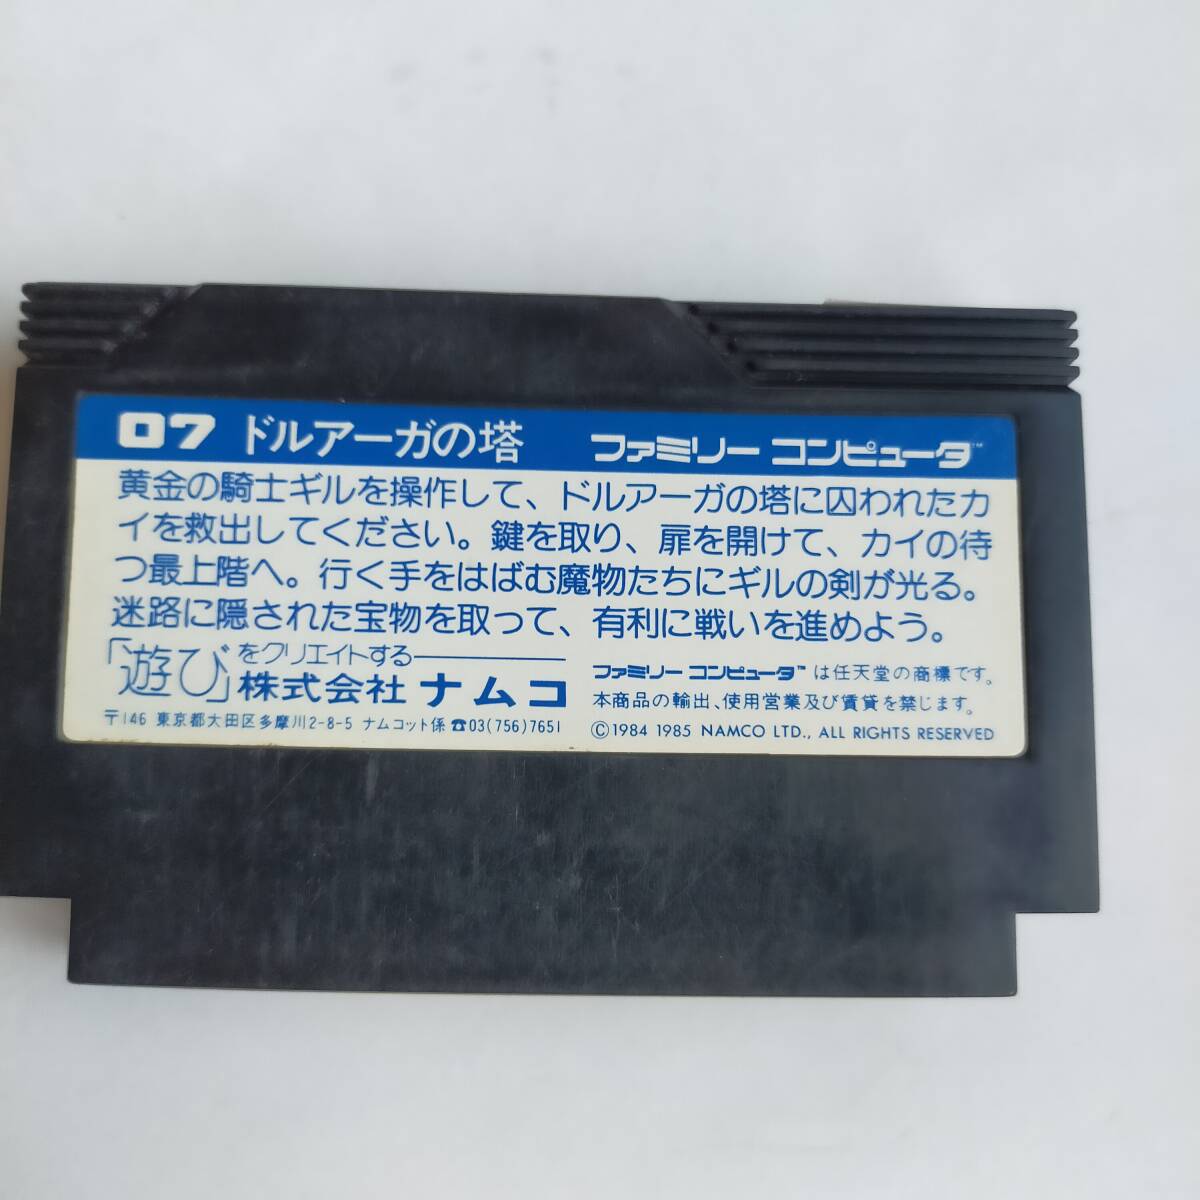 07 ドルアーガの塔 ファミリー コンピュータ™
黄金の騎士ギルを操作して、ドルアーガの塔に囚われたカ
イを救出してください。鍵を取り、扉を開けて、カイの待
つ最上階へ。行く手をはばむ魔物たちにギルの剣が光る。
迷路に隠された宝物を取って、有利に戦いを進めよう。
「遊び」をクリエイトする
株式会社 ナムコ
〒146 東京都大田区多摩川2-8-5 ナムコット係 ☎03(756)7651
ファミリー コンピュータ™ は任天堂の商標です。
本商品の輸出、使用営業及び賃貸を禁じます。
©1984 1985 NAMCO LTD., ALL RIGHTS RESERVED